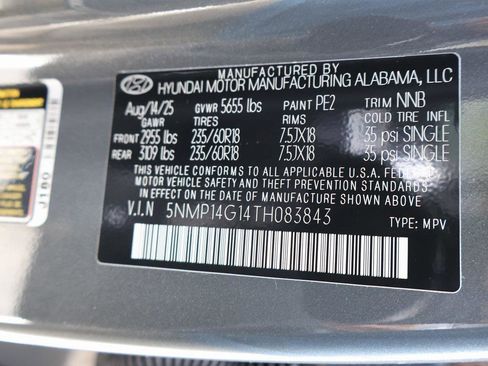 MANUFACTURED BY
HYUNDAI MOTOR MANUFACTURING ALABAMA, LLC
Aug/14/25 GVWR 5655 lbs PAINT PE2 TRIM NNB
GAWR TIRES RIMS COLD TIRE INFL
FRONT 2955 lbs 235/60R18 7.5JX18 35 psi SINGLE
REAR 3109 lbs 235/60R18 7.5JX18 35 psi SINGLE
THIS VEHICLE CONFORMS TO ALL APPLICABLE U.S.A. FEDERAL
MOTOR VEHICLE SAFETY AND THEFT PREVENTION STANDARDS
IN EFFECT ON THE DATE OF MANUFACTURE SHOWN ABOVE
V.I.N 5NMP14G14TH083843 TYPE: MPV
J180